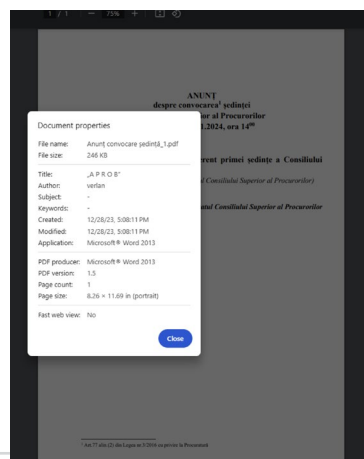 1 / 1 — 75% +
ANUNȚ
despre convocarea¹ ședinței
ior al Procurorilor
1.2024, ora 14⁰⁰
Document properties
File name: Anunț convocare ședință_1.pdf
File size: 246 KB
erent primei ședințe a Consiliului
Title: „A P R O B"
Author: verlan
l Consiliului Superior al Procurorilor)
Subject: -
Keywords: -
Created: 12/28/23, 5:08:11 PM
atul Consiliului Superior al Procurorilor
Modified: 12/28/23, 5:08:11 PM
Application: Microsoft® Word 2013
PDF producer: Microsoft® Word 2013
PDF version: 1.5
Page count: 1
Page size: 8.26 × 11.69 in (portrait)
Fast web view: No
Close
¹ Art.77 alin (2) din Legea nr.3/2016 cu privire la Procuratură